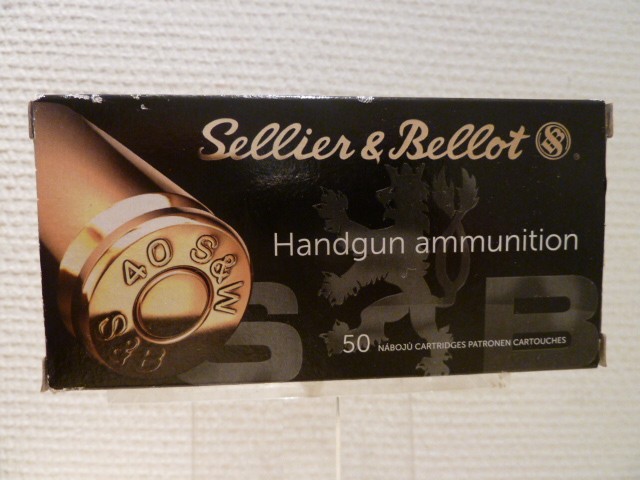 Sellier & Bellot
S&B
®
Handgun ammunition
40 S&W
S&B
S&B
50 NÁBOJŮ CARTRIDGES PATRONEN CARTOUCHES